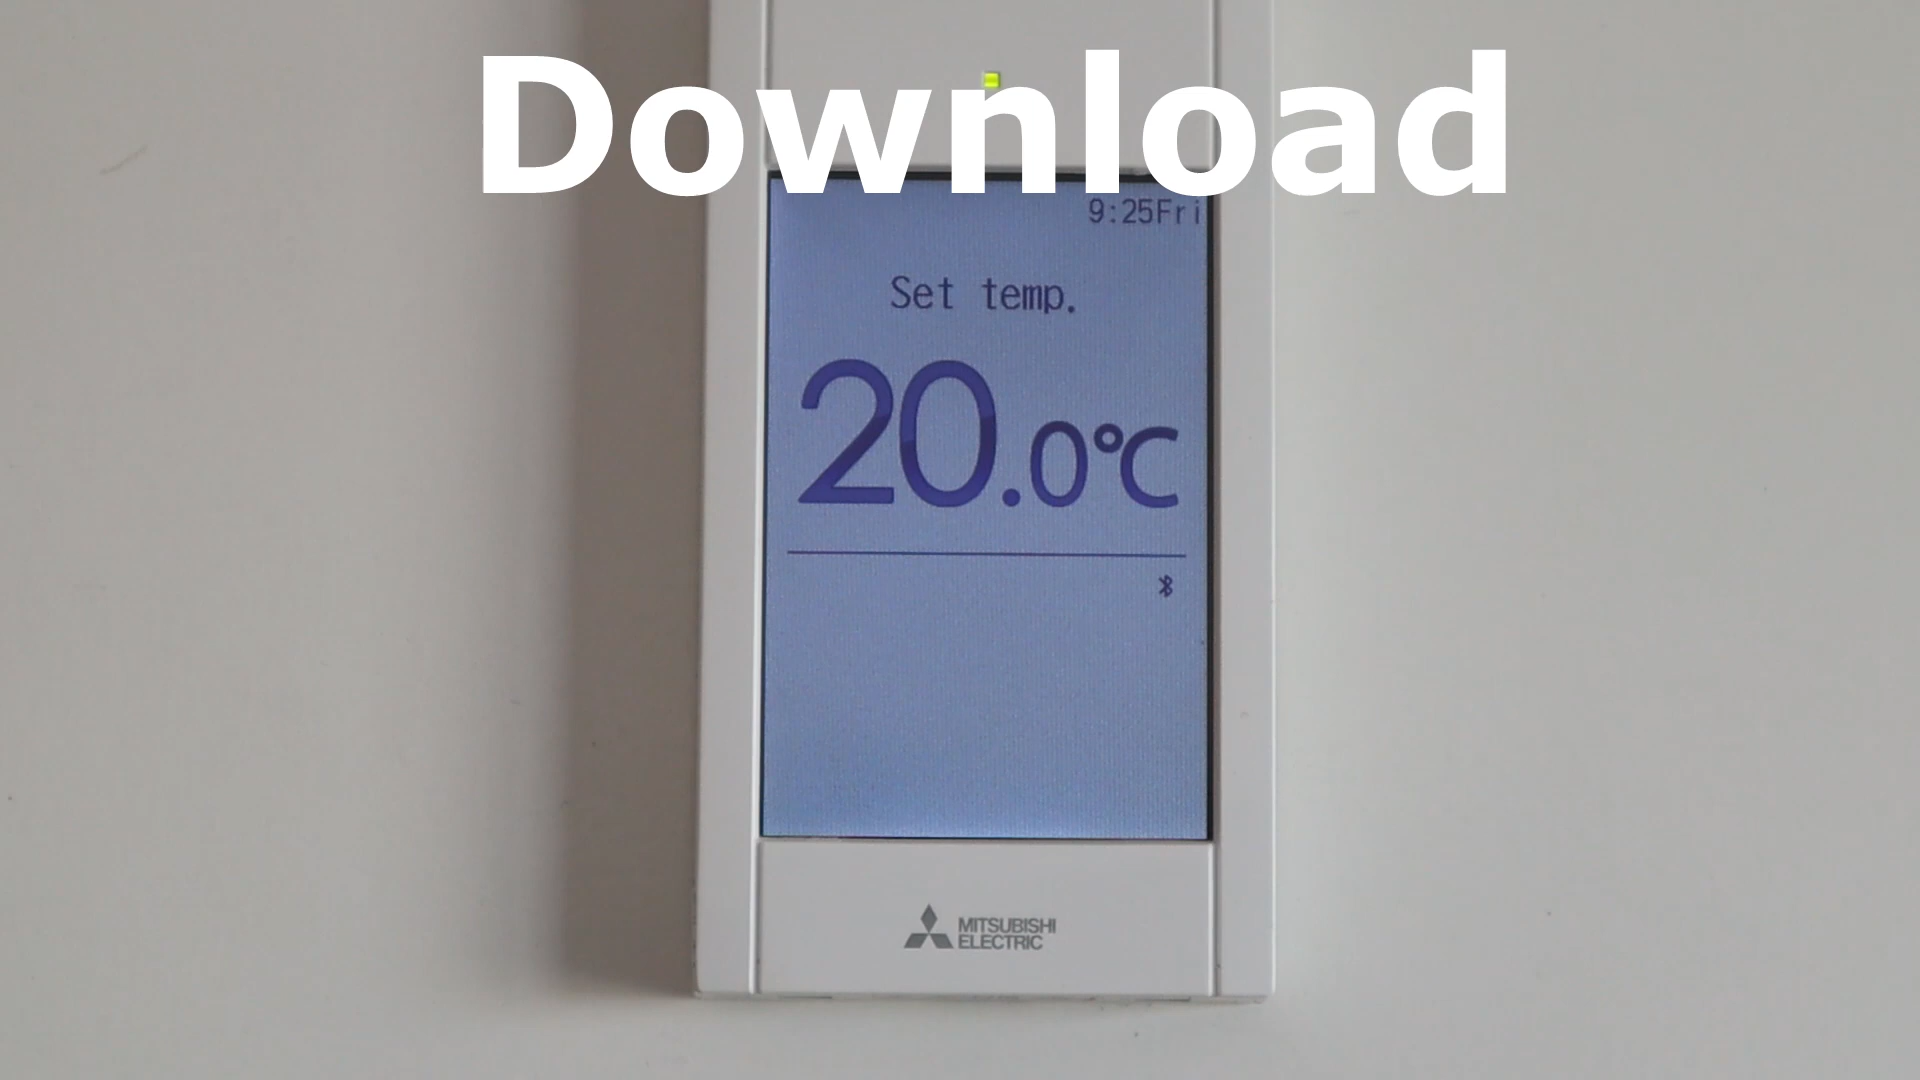 Download
9:25Fri
Set temp.
20.0°C
MITSUBISHI
ELECTRIC